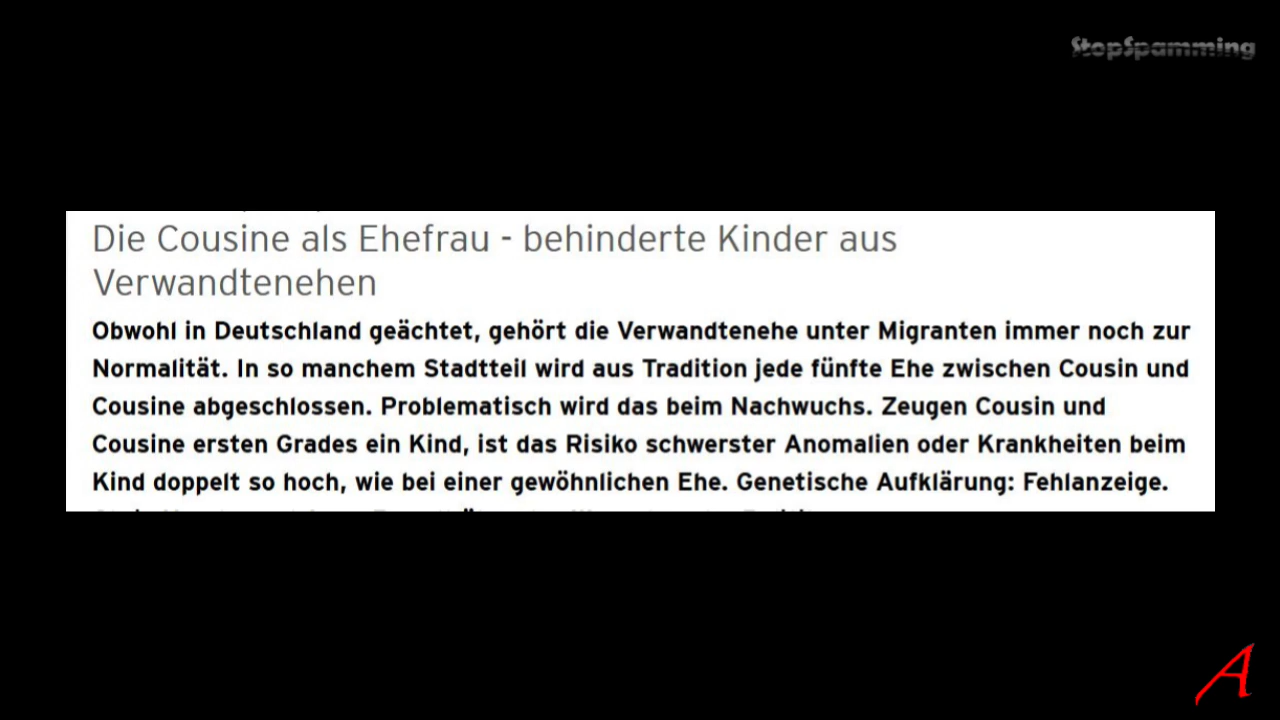 StopSpamming
Die Cousine als Ehefrau - behinderte Kinder aus
Verwandtenehen
Obwohl in Deutschland geächtet, gehört die Verwandtenehe unter Migranten immer noch zur
Normalität. In so manchem Stadtteil wird aus Tradition jede fünfte Ehe zwischen Cousin und
Cousine abgeschlossen. Problematisch wird das beim Nachwuchs. Zeugen Cousin und
Cousine ersten Grades ein Kind, ist das Risiko schwerster Anomalien oder Krankheiten beim
Kind doppelt so hoch, wie bei einer gewöhnlichen Ehe. Genetische Aufklärung: Fehlanzeige.
A